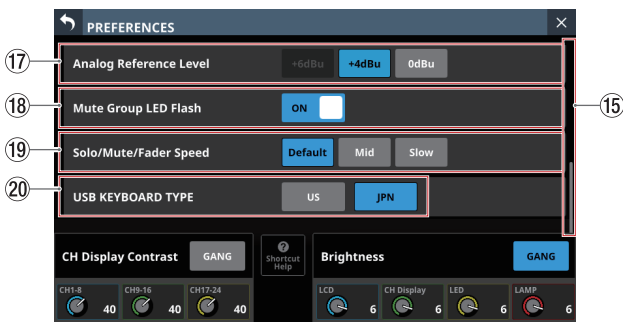 PREFERENCES
⑰ Analog Reference Level +6dBu +4dBu 0dBu
⑱ Mute Group LED Flash ON ⑮
⑲ Solo/Mute/Fader Speed Default Mid Slow
⑳ USB KEYBOARD TYPE US JPN
CH Display Contrast GANG ? Shortcut Help Brightness GANG
CH1-8 CH9-16 CH17-24 LCD CH Display LED LAMP
40 40 40 6 6 6 6